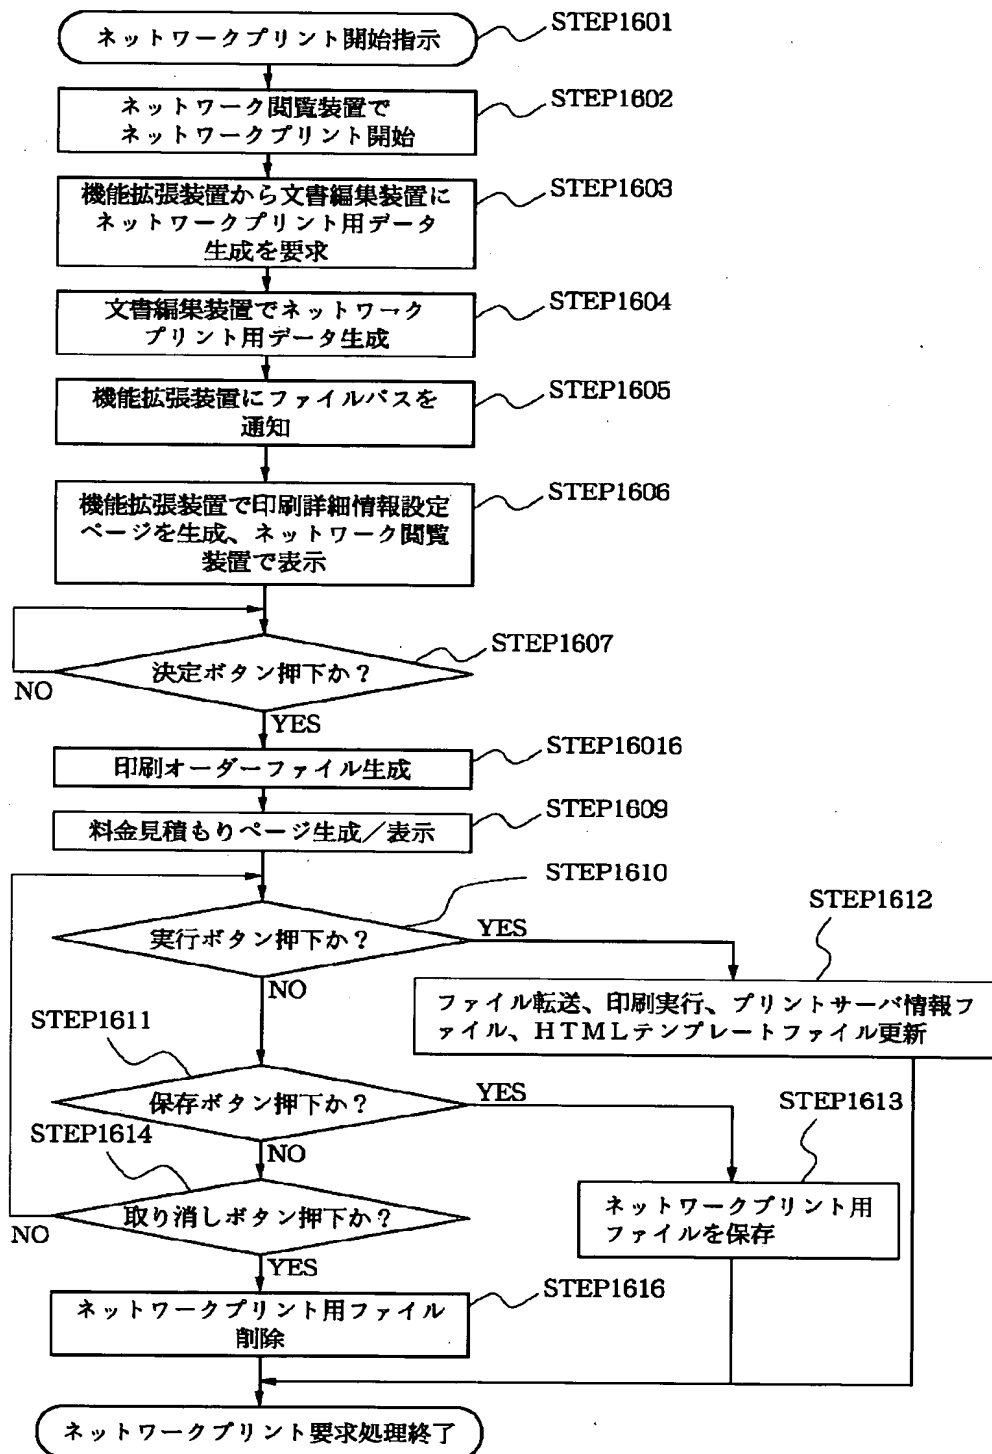 ネットワークプリント開始指示
STEP1601
ネットワーク閲覧装置で
ネットワークプリント開始
STEP1602
機能拡張装置から文書編集装置に
ネットワークプリント用データ
生成を要求
STEP1603
文書編集装置でネットワーク
プリント用データ生成
STEP1604
機能拡張装置にファイルパスを
通知
STEP1605
機能拡張装置で印刷詳細情報設定
ページを生成、ネットワーク閲覧
装置で表示
STEP1606
決定ボタン押下か？
STEP1607
NO
YES
印刷オーダーファイル生成
STEP16016
料金見積もりページ生成／表示
STEP1609
実行ボタン押下か？
STEP1610
YES
NO
STEP1612
ファイル転送、印刷実行、プリントサーバ情報フ
ァイル、HTMLテンプレートファイル更新
STEP1611
保存ボタン押下か？
YES
NO
STEP1613
ネットワークプリント用
ファイルを保存
STEP1614
取り消しボタン押下か？
NO
YES
ネットワークプリント用ファイル
削除
STEP1616
ネットワークプリント要求処理終了